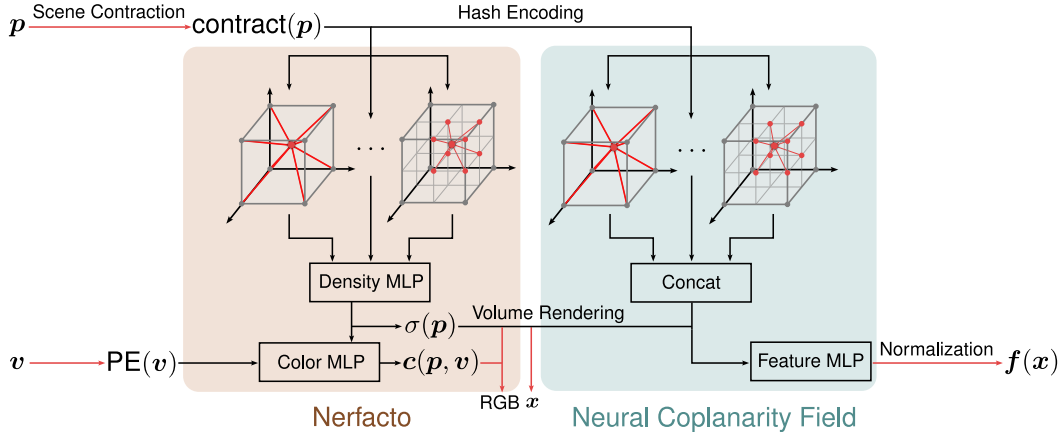 p Scene Contraction contract(p) Hash Encoding
... ...
Density MLP Concat
σ(p) Volume Rendering
v PE(v) Color MLP c(p, v) Feature MLP Normalization f(x)
RGB x
Nerfacto Neural Coplanarity Field